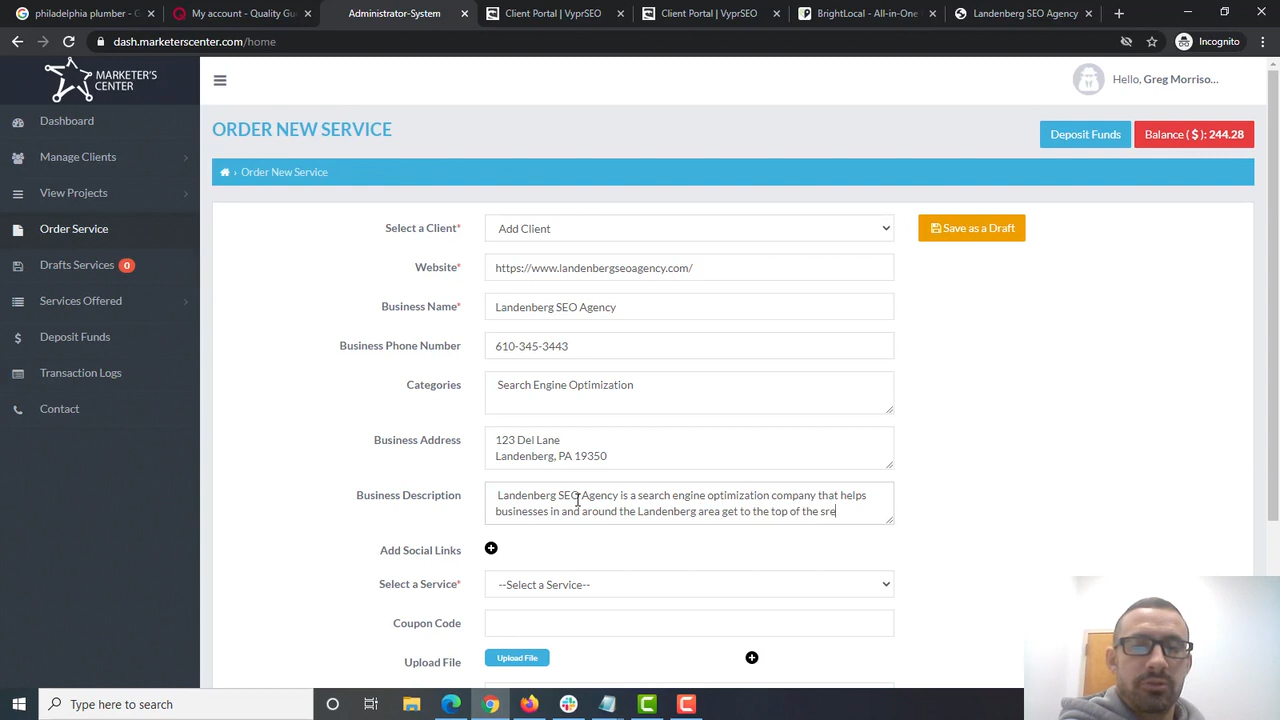 philadelphia plumber - G
My account - Quality Gu
Administrator-System
Client Portal | VyprSEO
Client Portal | VyprSEO
BrightLocal - All-in-One
Landenberg SEO Agency
dash.marketerscenter.com/home
Incognito
MARKETER'S
CENTER
Hello, Greg Morriso...
Dashboard
Manage Clients
View Projects
Order Service
Drafts Services 0
Services Offered
Deposit Funds
Transaction Logs
Contact
ORDER NEW SERVICE
Deposit Funds
Balance ( $ ): 244.28
› Order New Service
Select a Client*
Add Client
Save as a Draft
Website*
https://www.landenbergseoagency.com/
Business Name*
Landenberg SEO Agency
Business Phone Number
610-345-3443
Categories
Search Engine Optimization
Business Address
123 Del Lane
Landenberg, PA 19350
Business Description
Landenberg SEO Agency is a search engine optimization company that helps
businesses in and around the Landenberg area get to the top of the sre
Add Social Links
Select a Service*
--Select a Service--
Coupon Code
Upload File
Upload File
Type here to search